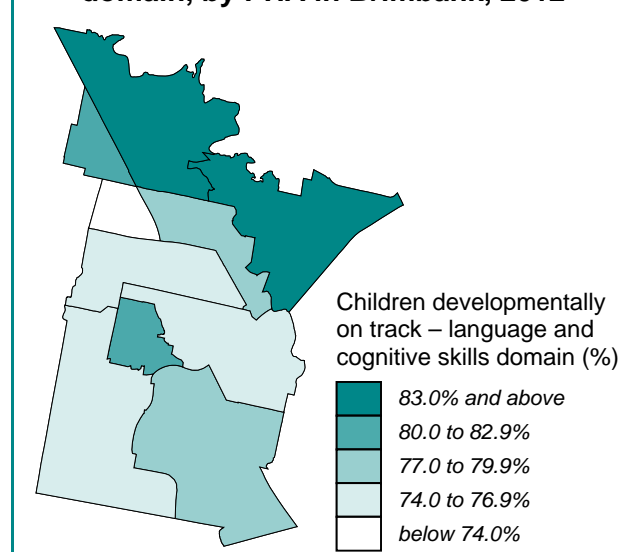 Children developmentally
on track – language and
cognitive skills domain (%)
83.0% and above
80.0 to 82.9%
77.0 to 79.9%
74.0 to 76.9%
below 74.0%